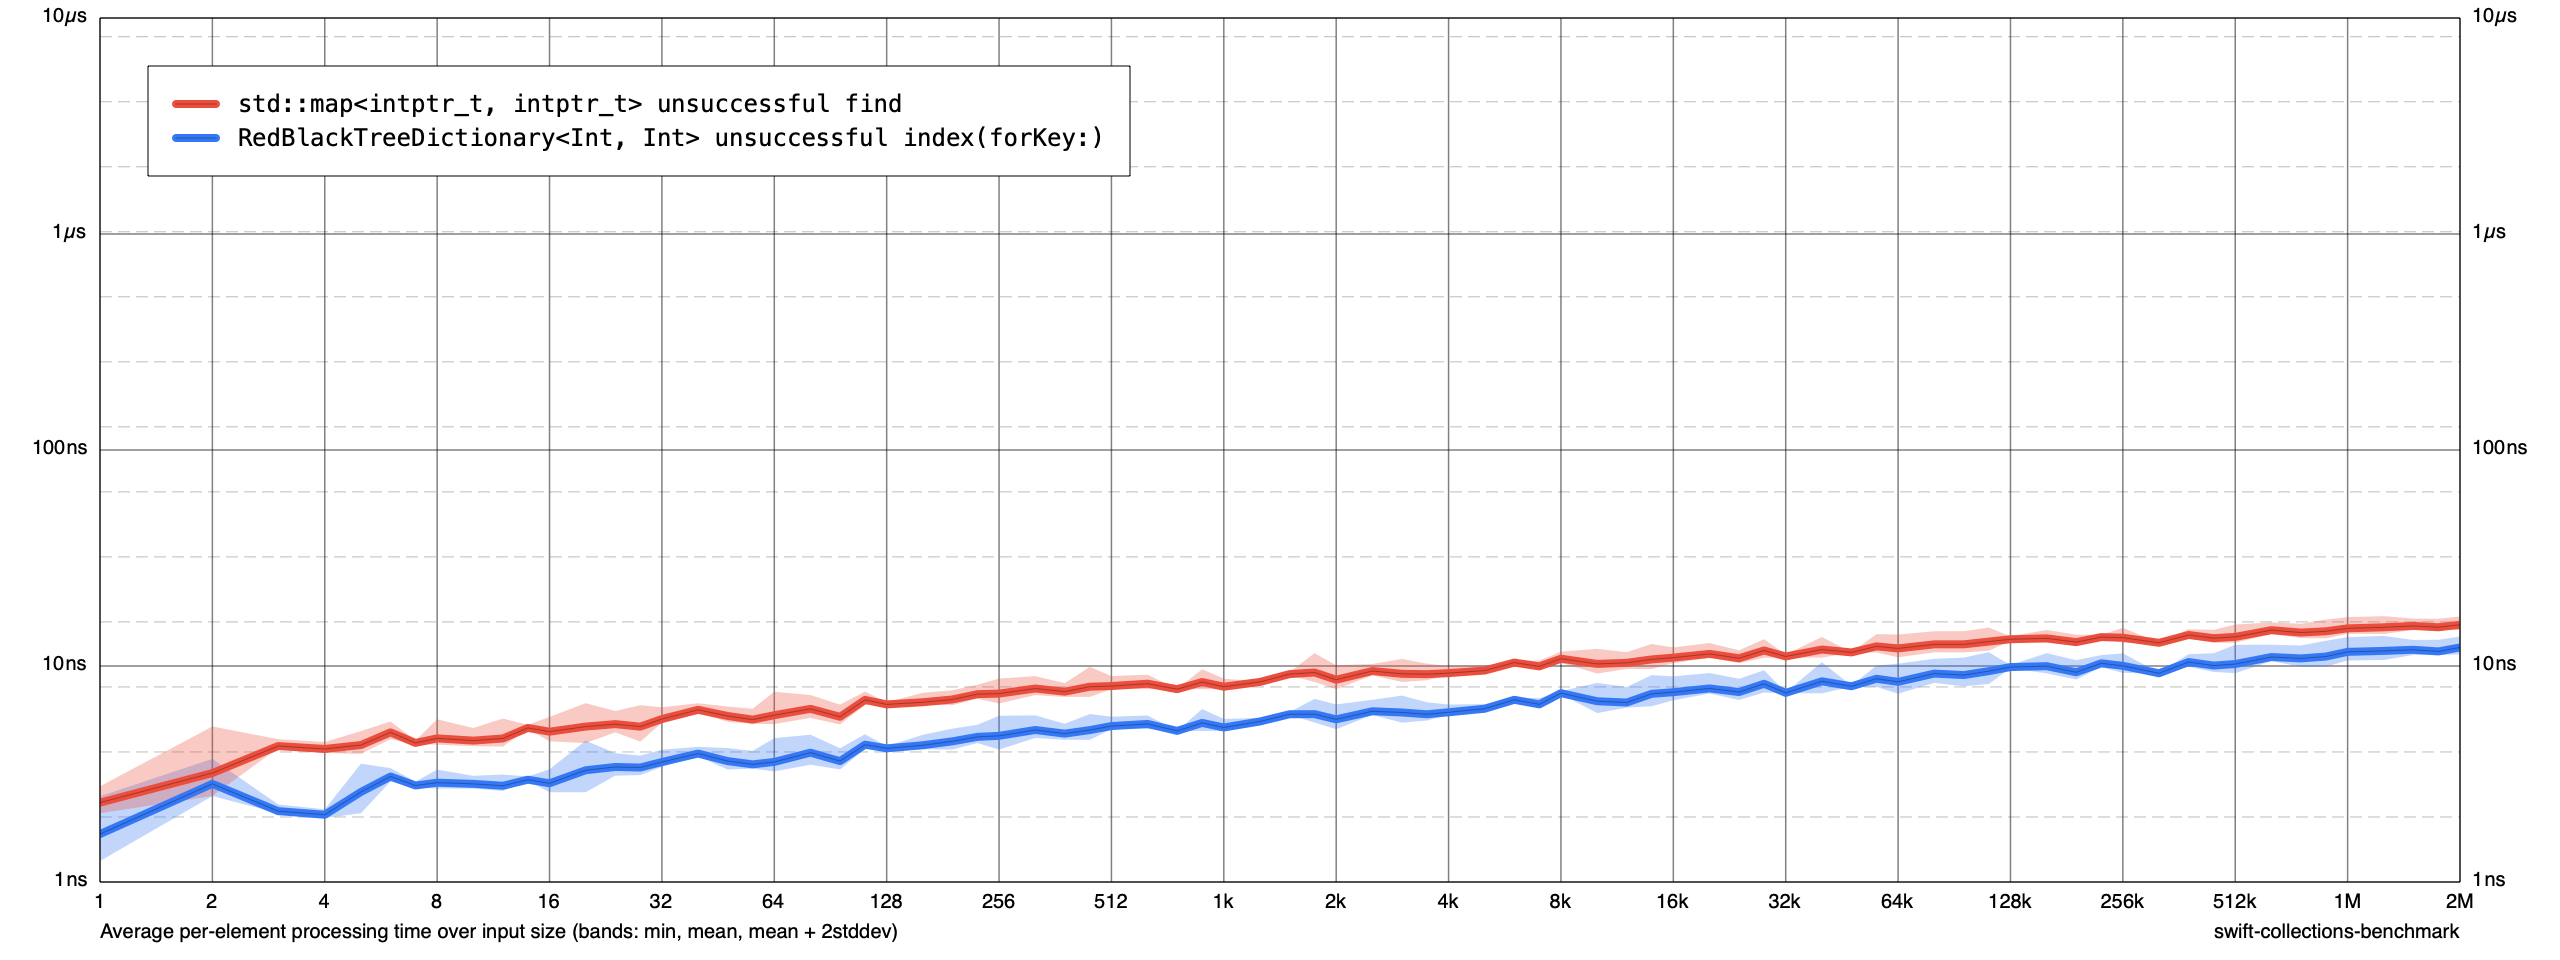 10µs
10µs
std::map<intptr_t, intptr_t> unsuccessful find
RedBlackTreeDictionary<Int, Int> unsuccessful index(forKey:)
1µs
1µs
100ns
100ns
10ns
10ns
1ns
1ns
1 2 4 8 16 32 64 128 256 512 1k 2k 4k 8k 16k 32k 64k 128k 256k 512k 1M 2M
Average per-element processing time over input size (bands: min, mean, mean + 2stddev)
swift-collections-benchmark